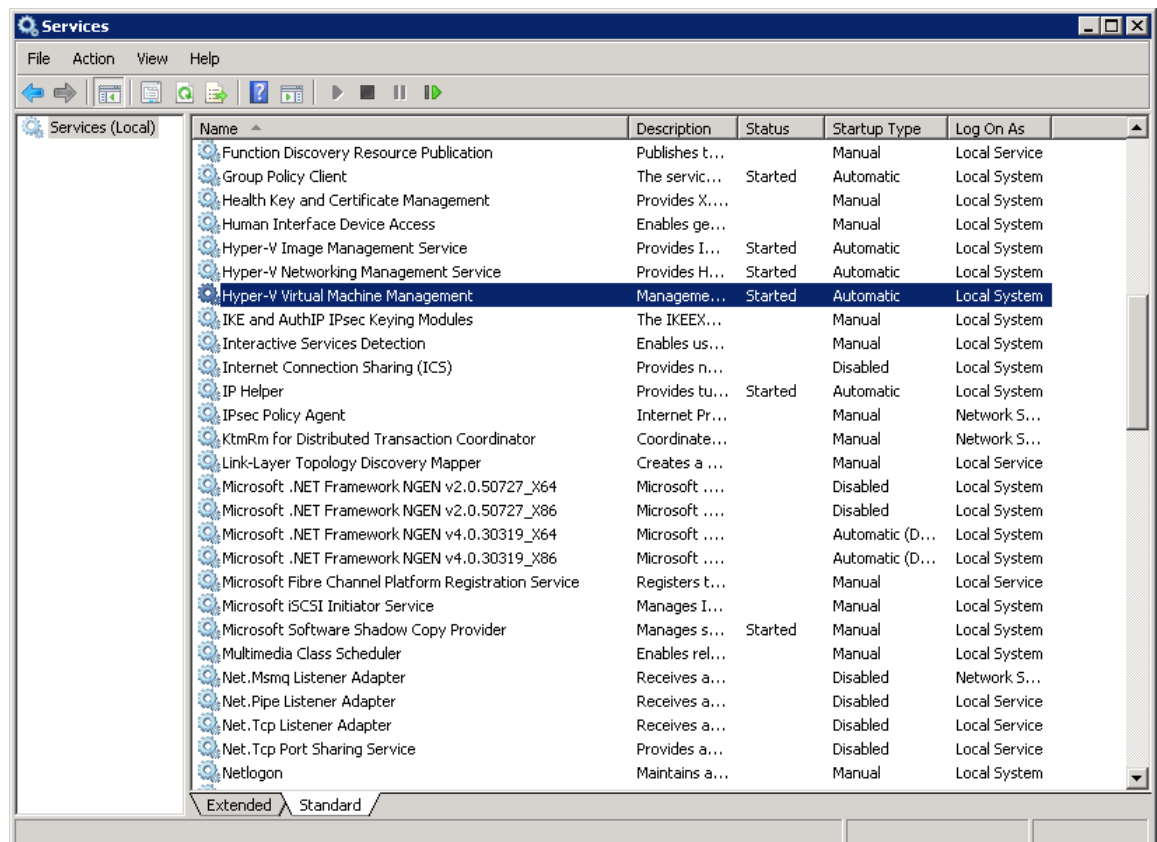 Services
File Action View Help
Services (Local)
Name Description Status Startup Type Log On As
Function Discovery Resource Publication Publishes t... Manual Local Service
Group Policy Client The servic... Started Automatic Local System
Health Key and Certificate Management Provides X.... Manual Local System
Human Interface Device Access Enables ge... Manual Local System
Hyper-V Image Management Service Provides I... Started Automatic Local System
Hyper-V Networking Management Service Provides H... Started Automatic Local System
Hyper-V Virtual Machine Management Manageme... Started Automatic Local System
IKE and AuthIP IPsec Keying Modules The IKEEX... Manual Local System
Interactive Services Detection Enables us... Manual Local System
Internet Connection Sharing (ICS) Provides n... Disabled Local System
IP Helper Provides tu... Started Automatic Local System
IPsec Policy Agent Internet Pr... Manual Network S...
KtmRm for Distributed Transaction Coordinator Coordinate... Manual Network S...
Link-Layer Topology Discovery Mapper Creates a ... Manual Local Service
Microsoft .NET Framework NGEN v2.0.50727_X64 Microsoft .... Disabled Local System
Microsoft .NET Framework NGEN v2.0.50727_X86 Microsoft .... Disabled Local System
Microsoft .NET Framework NGEN v4.0.30319_X64 Microsoft .... Automatic (D... Local System
Microsoft .NET Framework NGEN v4.0.30319_X86 Microsoft .... Automatic (D... Local System
Microsoft Fibre Channel Platform Registration Service Registers t... Manual Local Service
Microsoft iSCSI Initiator Service Manages I... Manual Local System
Microsoft Software Shadow Copy Provider Manages s... Started Manual Local System
Multimedia Class Scheduler Enables rel... Manual Local System
Net.Msmq Listener Adapter Receives a... Disabled Network S...
Net.Pipe Listener Adapter Receives a... Disabled Local Service
Net.Tcp Listener Adapter Receives a... Disabled Local Service
Net.Tcp Port Sharing Service Provides a... Disabled Local Service
Netlogon Maintains a... Manual Local System
Extended Standard